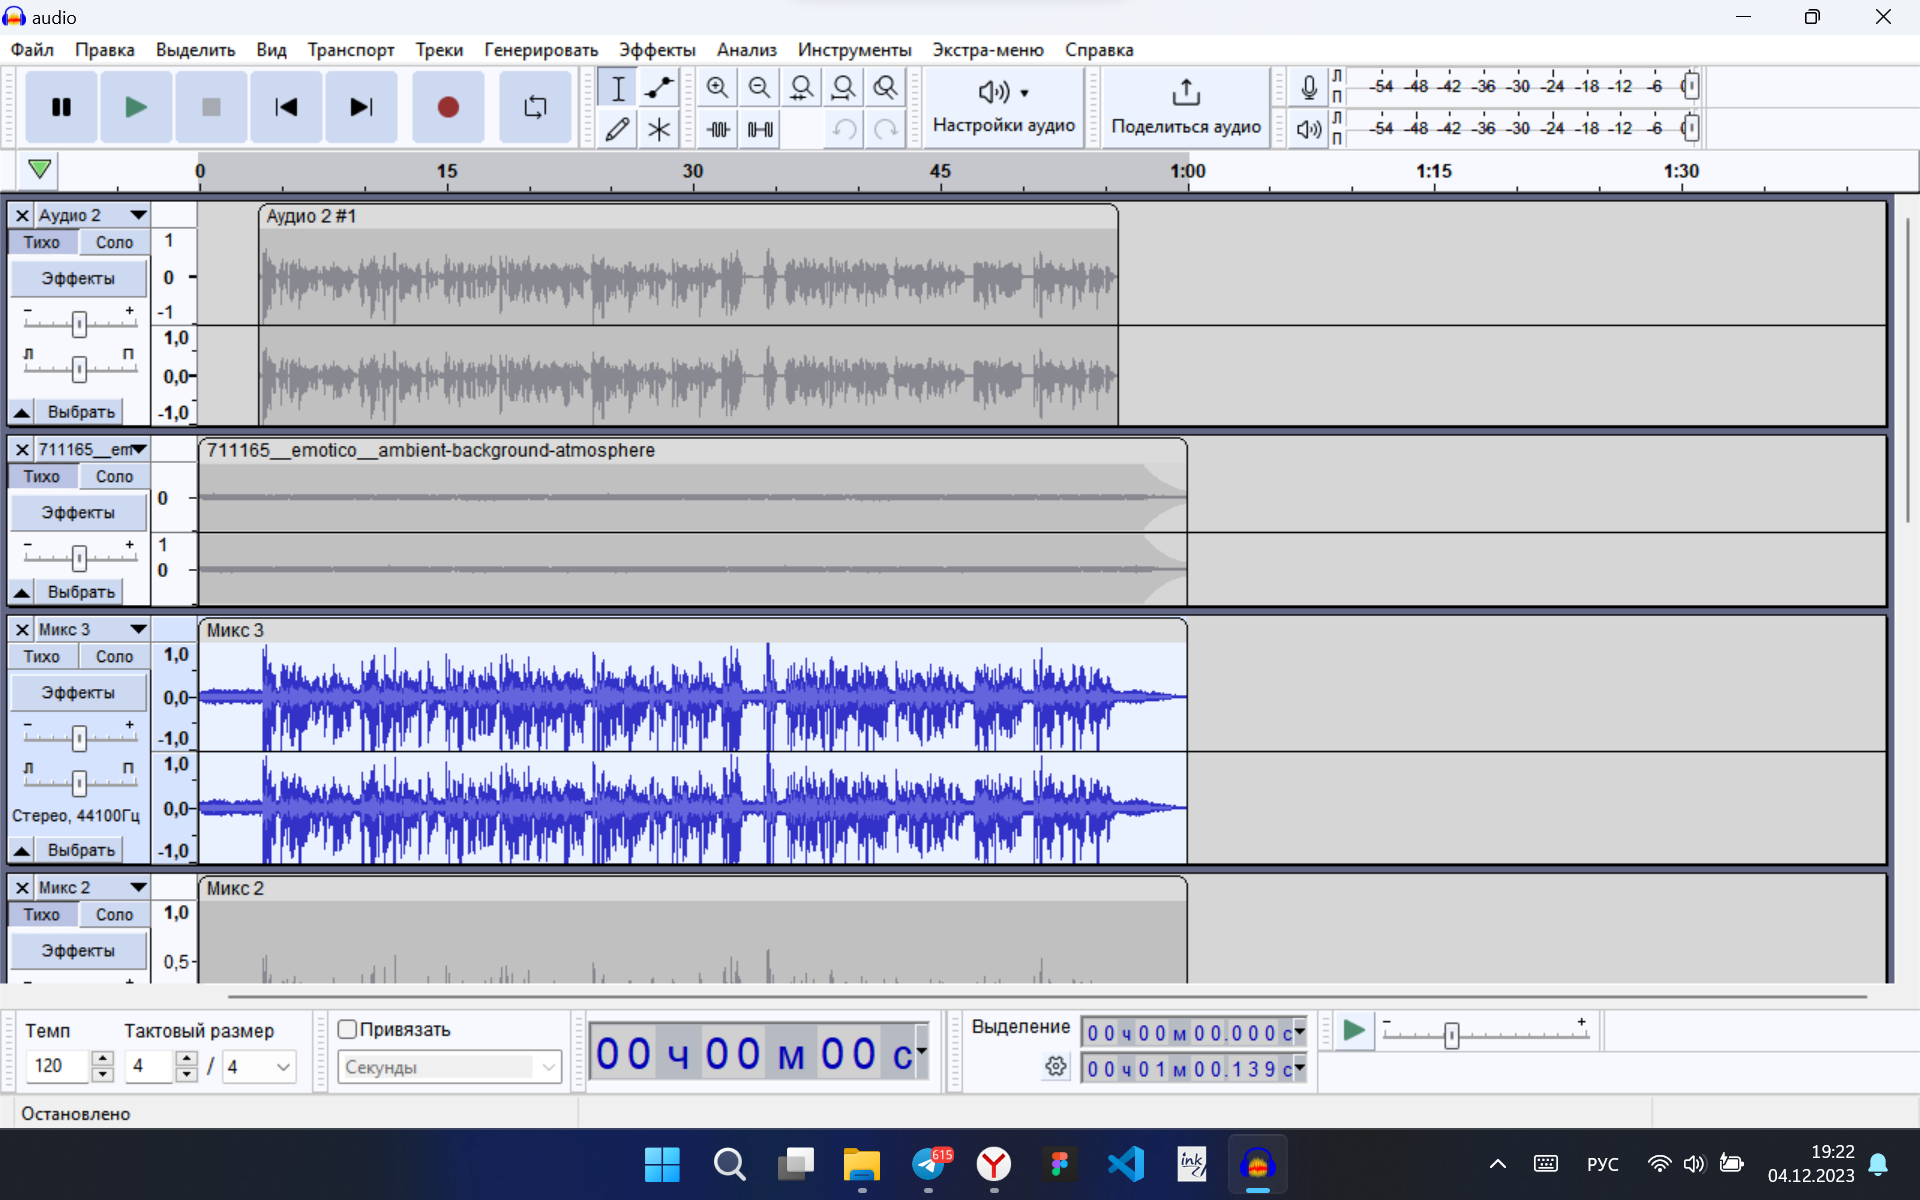 audio
Файл Правка Выделить Вид Транспорт Треки Генерировать Эффекты Анализ Инструменты Экстра-меню Справка
Настройки аудио
Поделиться аудио
Л
П
-54 -48 -42 -36 -30 -24 -18 -12 -6 0
Л
П
-54 -48 -42 -36 -30 -24 -18 -12 -6 0
0 15 30 45 1:00 1:15 1:30
Аудио 2
Аудио 2 #1
Тихо Соло
Эффекты
- +
Л П
Выбрать
1
0
-1
1,0
0,0
-1,0
711165__em
711165__emotico__ambient-background-atmosphere
Тихо Соло
Эффекты
- +
Выбрать
0
1
0
Микс 3
Микс 3
Тихо Соло
Эффекты
- +
Л П
Стерео, 44100Гц
Выбрать
1,0
0,0
-1,0
1,0
0,0
-1,0
Микс 2
Микс 2
Тихо Соло
Эффекты
- +
1,0
0,5
Темп
120
Тактовый размер
4 / 4
Привязать
Секунды
00 ч 00 м 00 с
Выделение
00 ч 00 м 00.000 с
00 ч 01 м 00.139 с
- +
Остановлено
615
ink
РУС
19:22
04.12.2023